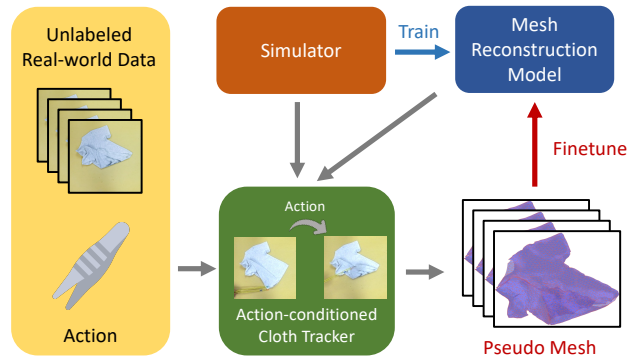 Unlabeled
Real-world Data
Action
Simulator
Train
Mesh
Reconstruction
Model
Finetune
Action
Action-conditioned
Cloth Tracker
Pseudo Mesh